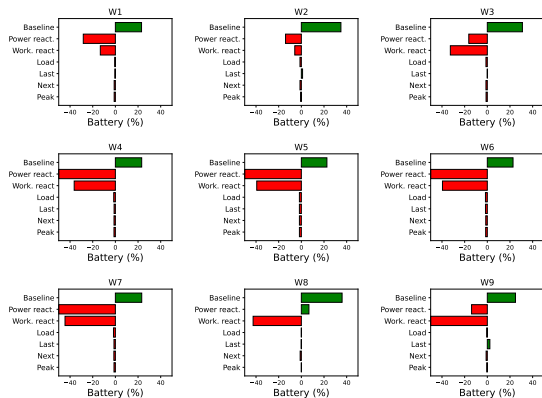 W1
Baseline
Power react.
Work. react
Load
Last
Next
Peak
−40 −20 0 20 40
Battery (%)
W2
Baseline
Power react.
Work. react
Load
Last
Next
Peak
−40 −20 0 20 40
Battery (%)
W3
Baseline
Power react.
Work. react
Load
Last
Next
Peak
−40 −20 0 20 40
Battery (%)
W4
Baseline
Power react.
Work. react
Load
Last
Next
Peak
−40 −20 0 20 40
Battery (%)
W5
Baseline
Power react.
Work. react
Load
Last
Next
Peak
−40 −20 0 20 40
Battery (%)
W6
Baseline
Power react.
Work. react
Load
Last
Next
Peak
−40 −20 0 20 40
Battery (%)
W7
Baseline
Power react.
Work. react
Load
Last
Next
Peak
−40 −20 0 20 40
Battery (%)
W8
Baseline
Power react.
Work. react
Load
Last
Next
Peak
−40 −20 0 20 40
Battery (%)
W9
Baseline
Power react.
Work. react
Load
Last
Next
Peak
−40 −20 0 20 40
Battery (%)